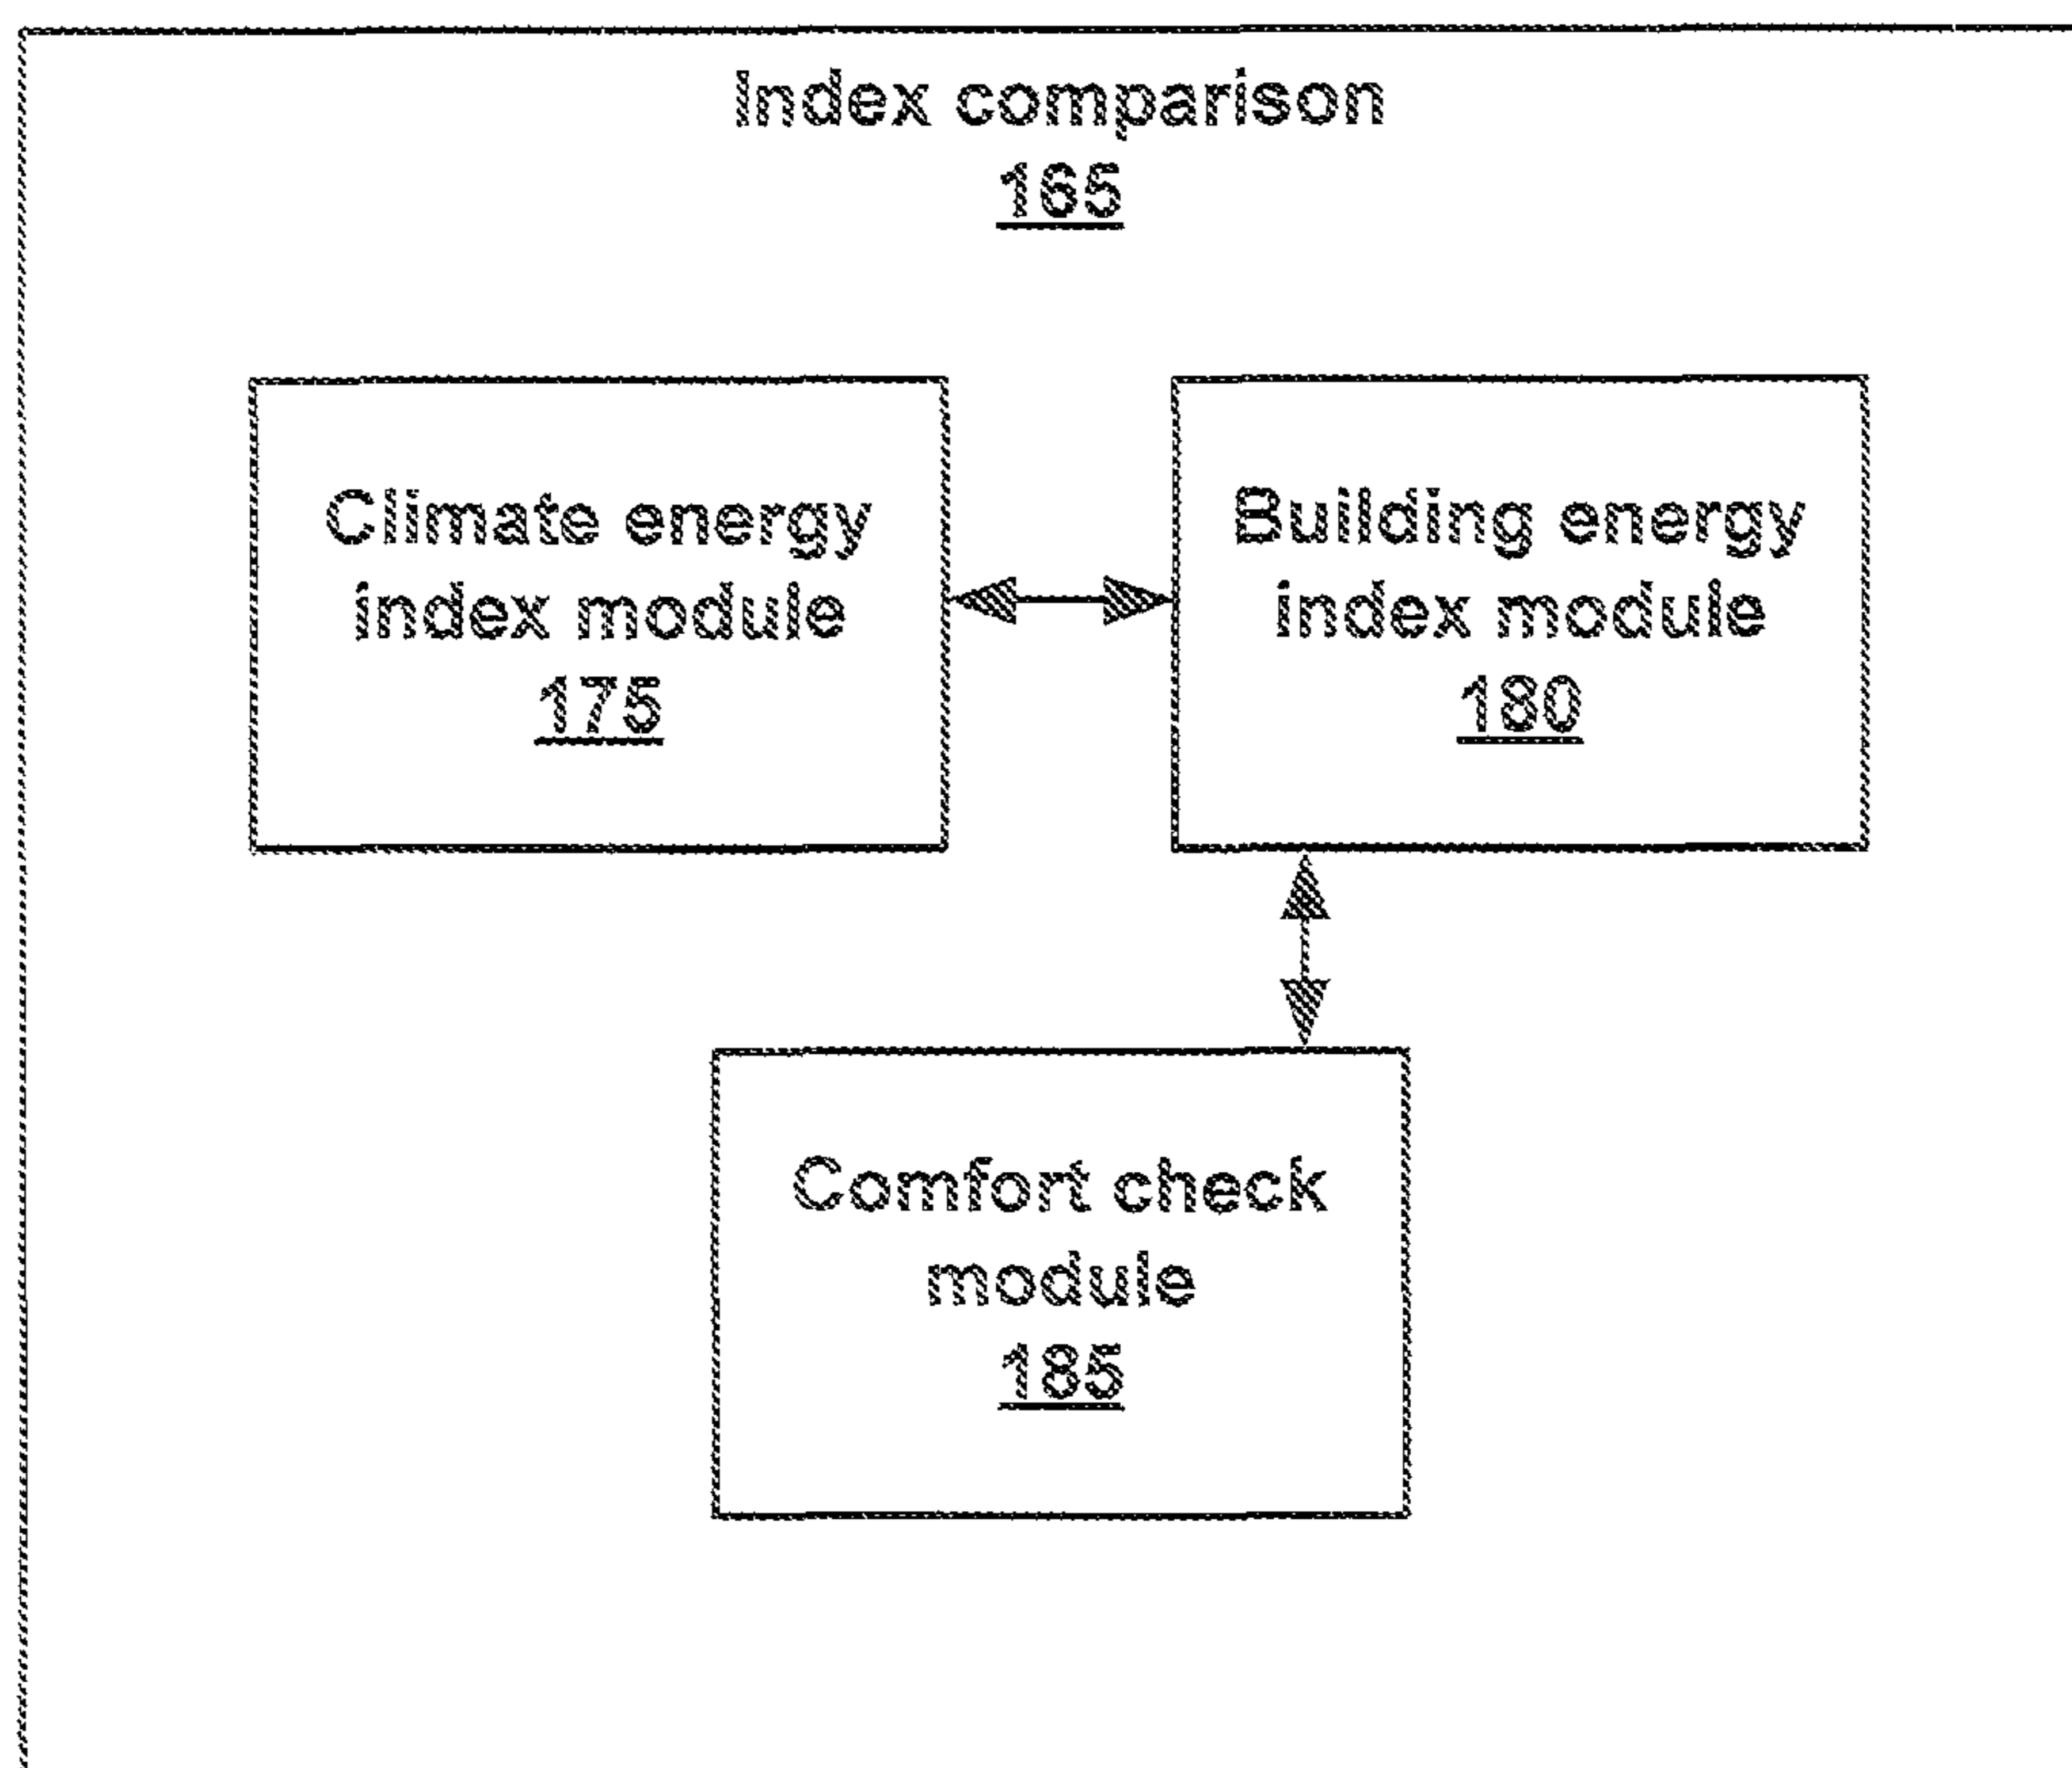 Index comparison
165
Climate energy
index module
175
Building energy
index module
180
Comfort check
module
185